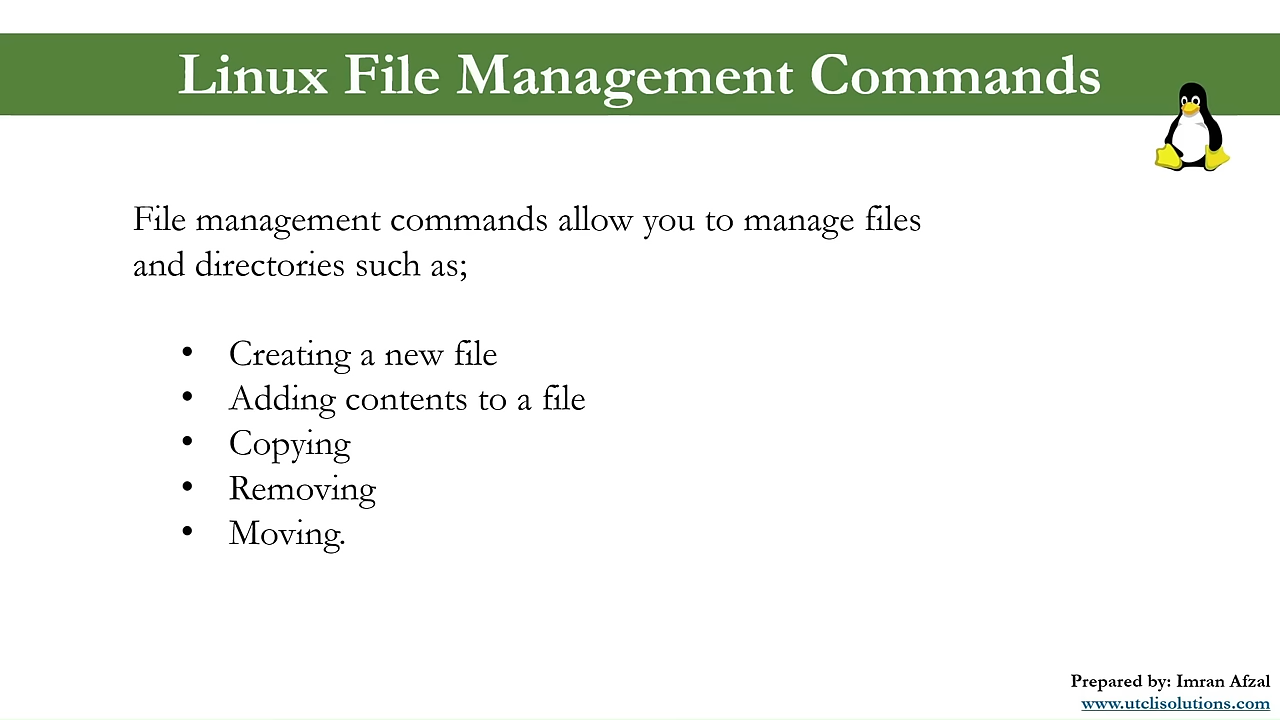 Linux File Management Commands
File management commands allow you to manage files
and directories such as;
• Creating a new file
• Adding contents to a file
• Copying
• Removing
• Moving.
Prepared by: Imran Afzal
www.utclisolutions.com